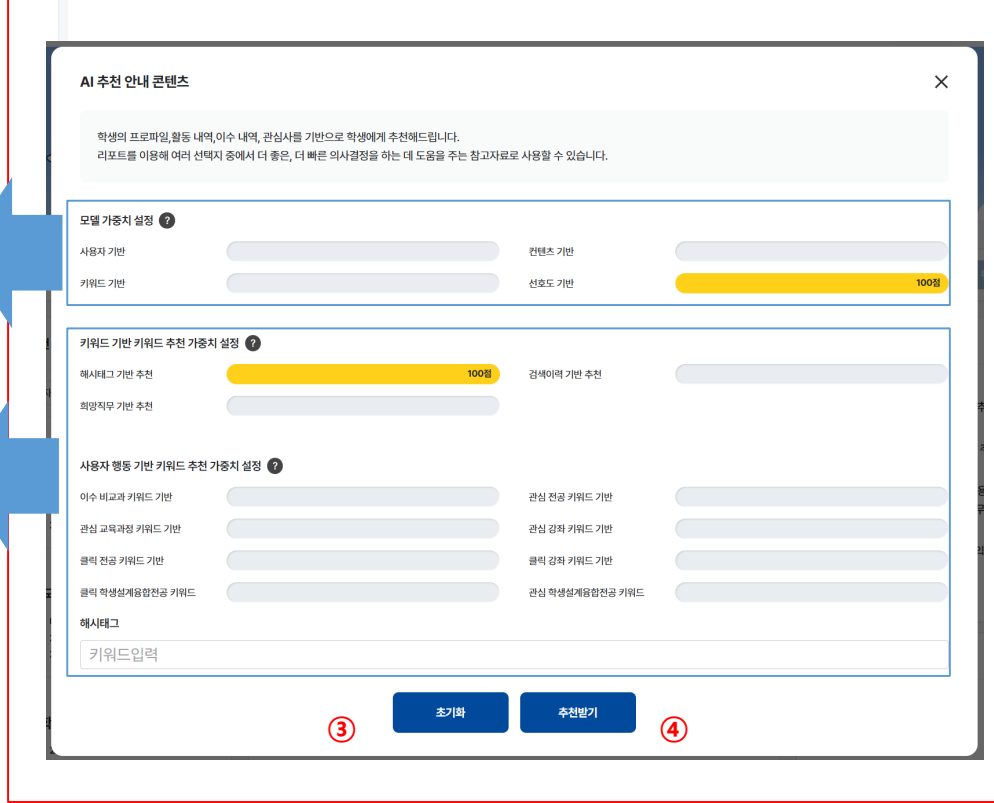 AI 추천 안내 콘텐츠
학생의 프로파일,활동 내역,이수 내역, 관심사를 기반으로 학생에게 추천해드립니다.
리포트를 이용해 여러 선택지 중에서 더 좋은, 더 빠른 의사결정을 하는 데 도움을 주는 참고자료로 사용할 수 있습니다.
모델 가중치 설정 ?
사용자 기반
컨텐츠 기반
키워드 기반
선호도 기반 100점
키워드 기반 키워드 추천 가중치 설정 ?
해시태그 기반 추천 100점
검색이력 기반 추천
희망직무 기반 추천
사용자 행동 기반 키워드 추천 가중치 설정 ?
이수 비교과 키워드 기반
관심 전공 키워드 기반
관심 교육과정 키워드 기반
관심 강좌 키워드 기반
클릭 전공 키워드 기반
클릭 강좌 키워드 기반
클릭 학생설계융합전공 키워드
관심 학생설계융합전공 키워드
해시태그
키워드입력
③ 초기화 추천받기 ④